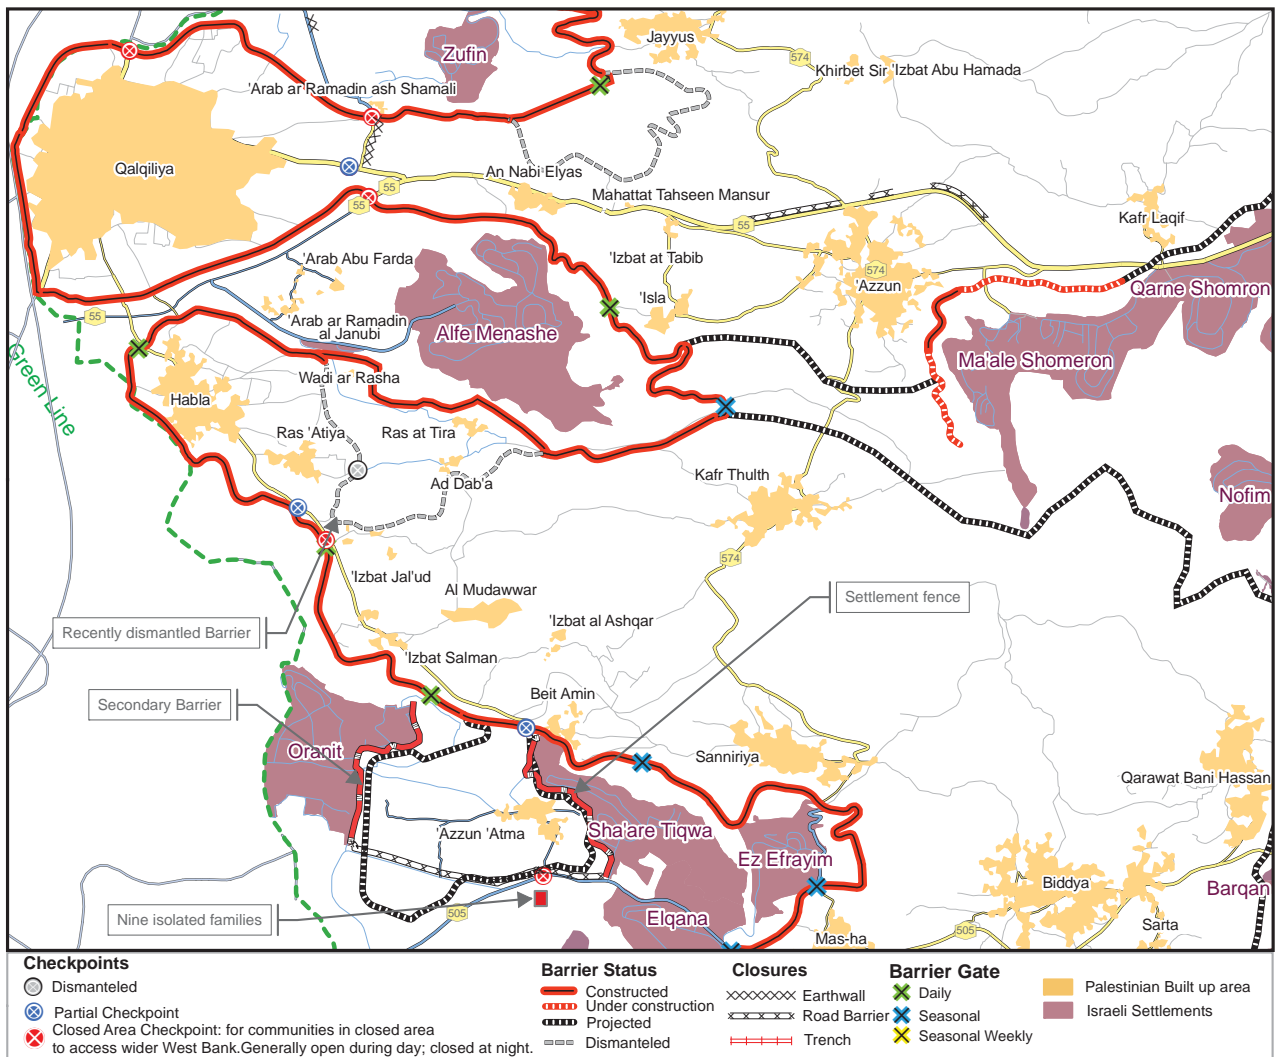 Zufin
Jayyus
574
Khirbet Sir
'Izbat Abu Hamada
'Arab ar Ramadin ash Shamali
Qalqiliya
An Nabi Elyas
55
Mahattat Tahseen Mansur
55
55
Kafr Laqif
'Arab Abu Farda
'Izbat at Tabib
574
'Azzun
Qarne Shomron
'Isla
55
'Arab ar Ramadin
al Janubi
Alfe Menashe
Ma'ale Shomeron
Green Line
Wadi ar Rasha
Habla
Ras 'Atiya
Ras at Tira
Ad Dab'a
Kafr Thulth
Nofim
574
'Izbat Jal'ud
Al Mudawwar
Settlement fence
Recently dismantled Barrier
'Izbat al Ashqar
'Izbat Salman
Beit Amin
Secondary Barrier
Oranit
Sanniriya
Qarawat Bani Hassan
'Azzun 'Atma
Sha'are Tiqwa
Ez Efrayim
Biddya
Barqan
Nine isolated families
505
Elqana
Mas-ha
505
Sarta
Checkpoints
Dismanteled
Partial Checkpoint
Closed Area Checkpoint: for communities in closed area
to access wider West Bank.Generally open during day; closed at night.
Barrier Status
Constructed
Under construction
Projected
Dismanteled
Closures
Earthwall
Road Barrier
Trench
Barrier Gate
Daily
Seasonal
Seasonal Weekly
Palestinian Built up area
Israeli Settlements